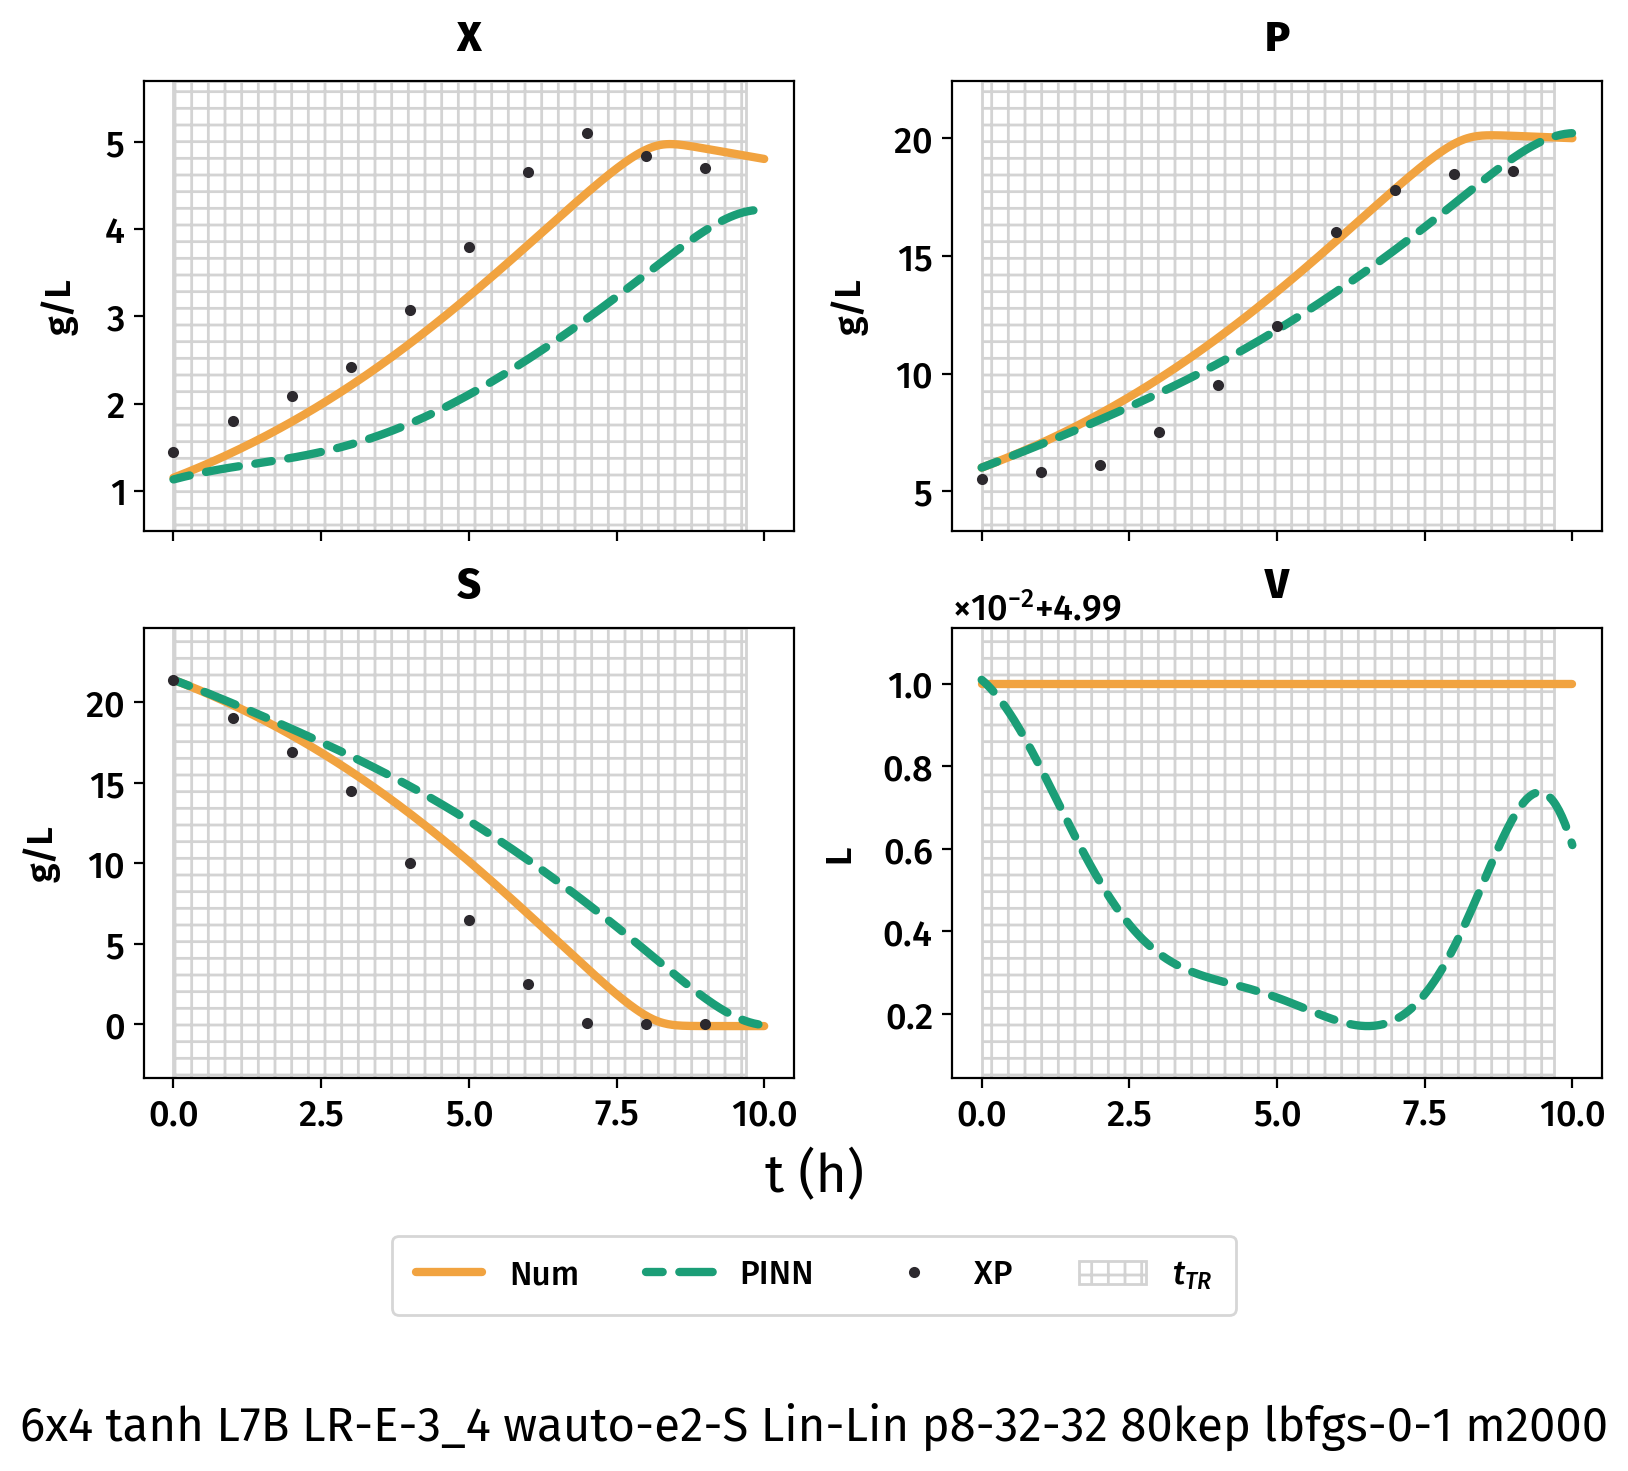 X
P
5
4
3
2
1
g/L
20
15
10
5
g/L
S
V
×10⁻²+4.99
20
15
10
5
0
g/L
1.0
0.8
0.6
0.4
0.2
L
0.0 2.5 5.0 7.5 10.0
0.0 2.5 5.0 7.5 10.0
t (h)
Num PINN XP t_TR
6x4 tanh L7B LR-E-3_4 wauto-e2-S Lin-Lin p8-32-32 80kep lbfgs-0-1 m2000